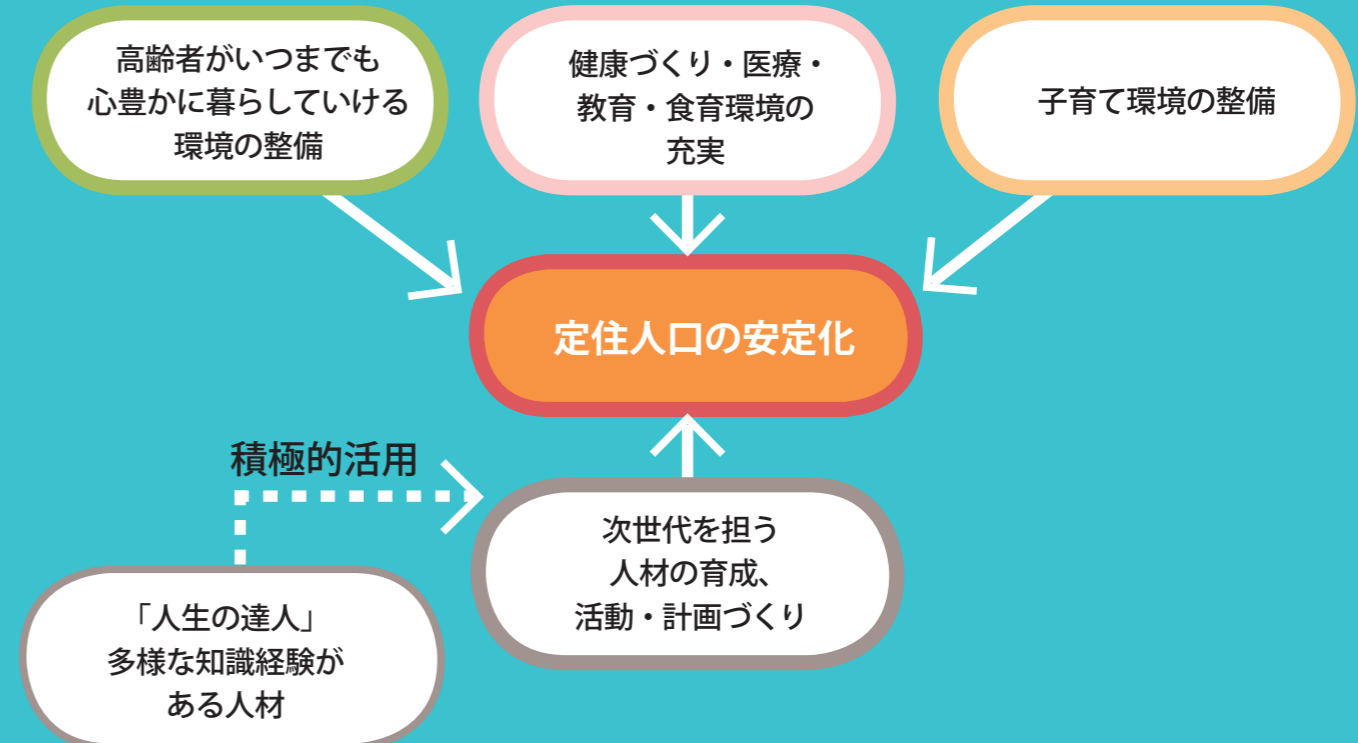 高齢者がいつまでも
心豊かに暮らしていける
環境の整備
健康づくり・医療・
教育・食育環境の
充実
子育て環境の整備
定住人口の安定化
積極的活用
次世代を担う
人材の育成、
活動・計画づくり
「人生の達人」
多様な知識経験が
ある人材